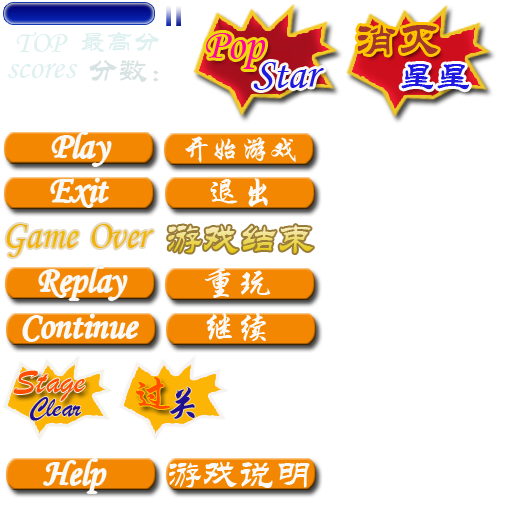 TOP 最高分
scores 分数：
Pop
Star
消灭
星星
Play
开始游戏
Exit
退出
Game Over
游戏结束
Replay
重玩
Continue
继续
Stage
Clear
过关
Help
游戏说明